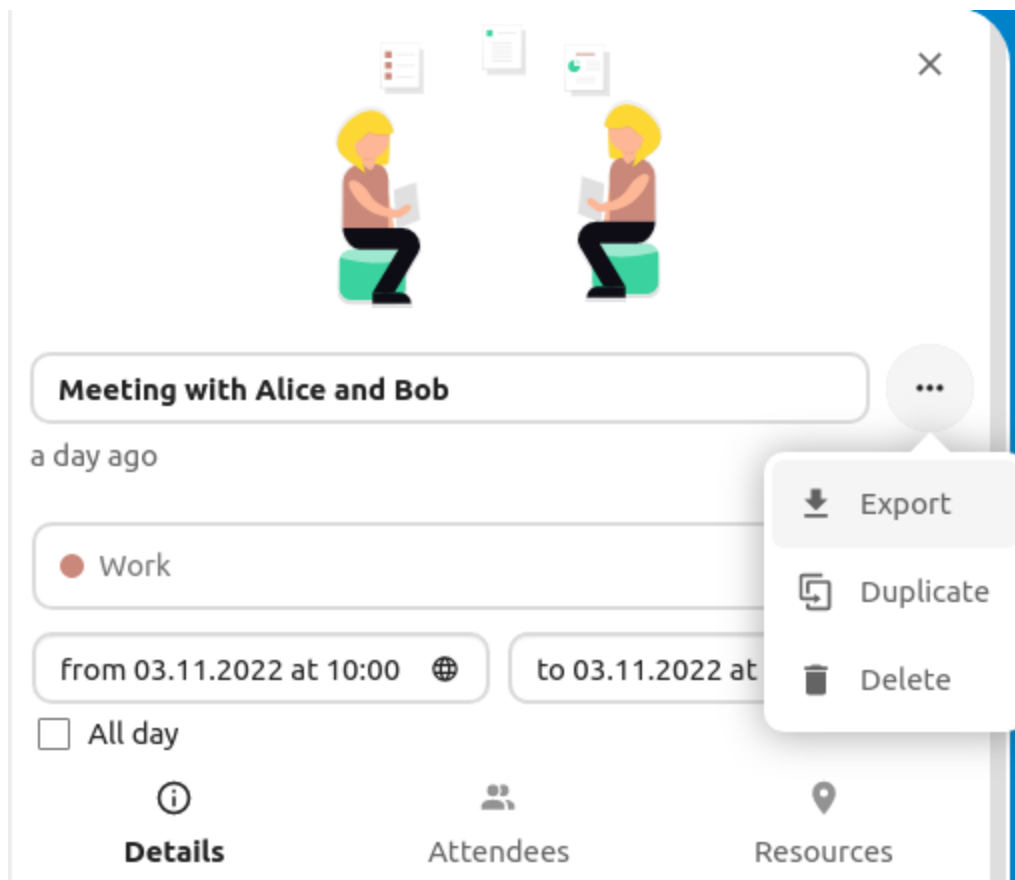 Meeting with Alice and Bob
a day ago
Export
Work
Duplicate
from 03.11.2022 at 10:00
to 03.11.2022 at
Delete
All day
Details
Attendees
Resources